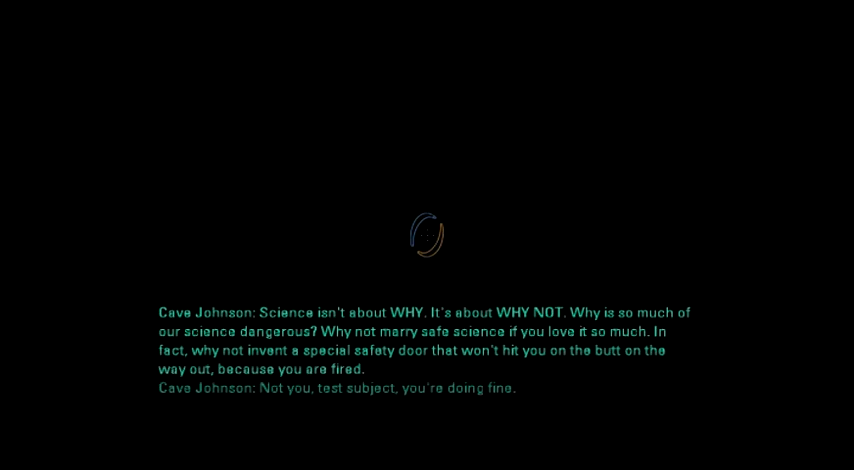 Cave Johnson: Science isn't about WHY. It's about WHY NOT. Why is so much of
our science dangerous? Why not marry safe science if you love it so much. In
fact, why not invent a special safety door that won't hit you on the butt on the
way out, because you are fired.
Cave Johnson: Not you, test subject, you're doing fine.